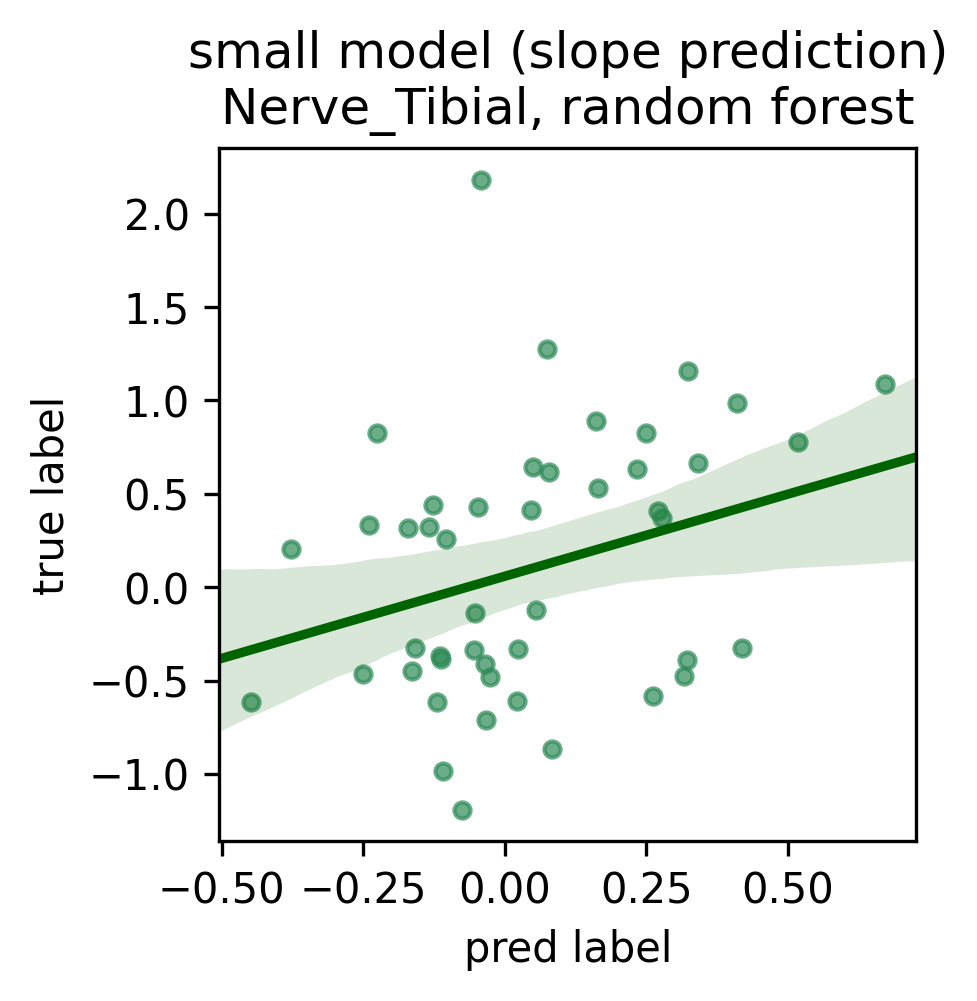 small model (slope prediction)
Nerve_Tibial, random forest
2.0
1.5
1.0
0.5
0.0
−0.5
−1.0
true label
−0.50 −0.25 0.00 0.25 0.50
pred label